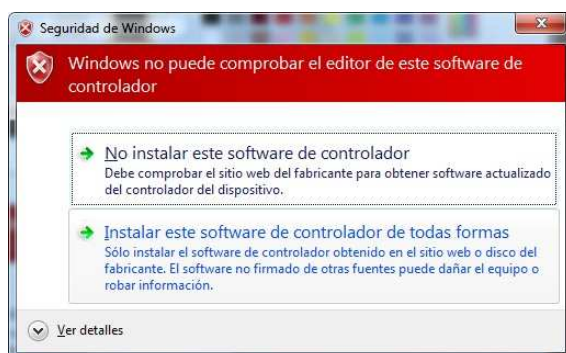 Seguridad de Windows
Windows no puede comprobar el editor de este software de
controlador
No instalar este software de controlador
Debe comprobar el sitio web del fabricante para obtener software actualizado
del controlador del dispositivo.
Instalar este software de controlador de todas formas
Sólo instalar el software de controlador obtenido en el sitio web o disco del
fabricante. El software no firmado de otras fuentes puede dañar el equipo o
robar información.
Ver detalles